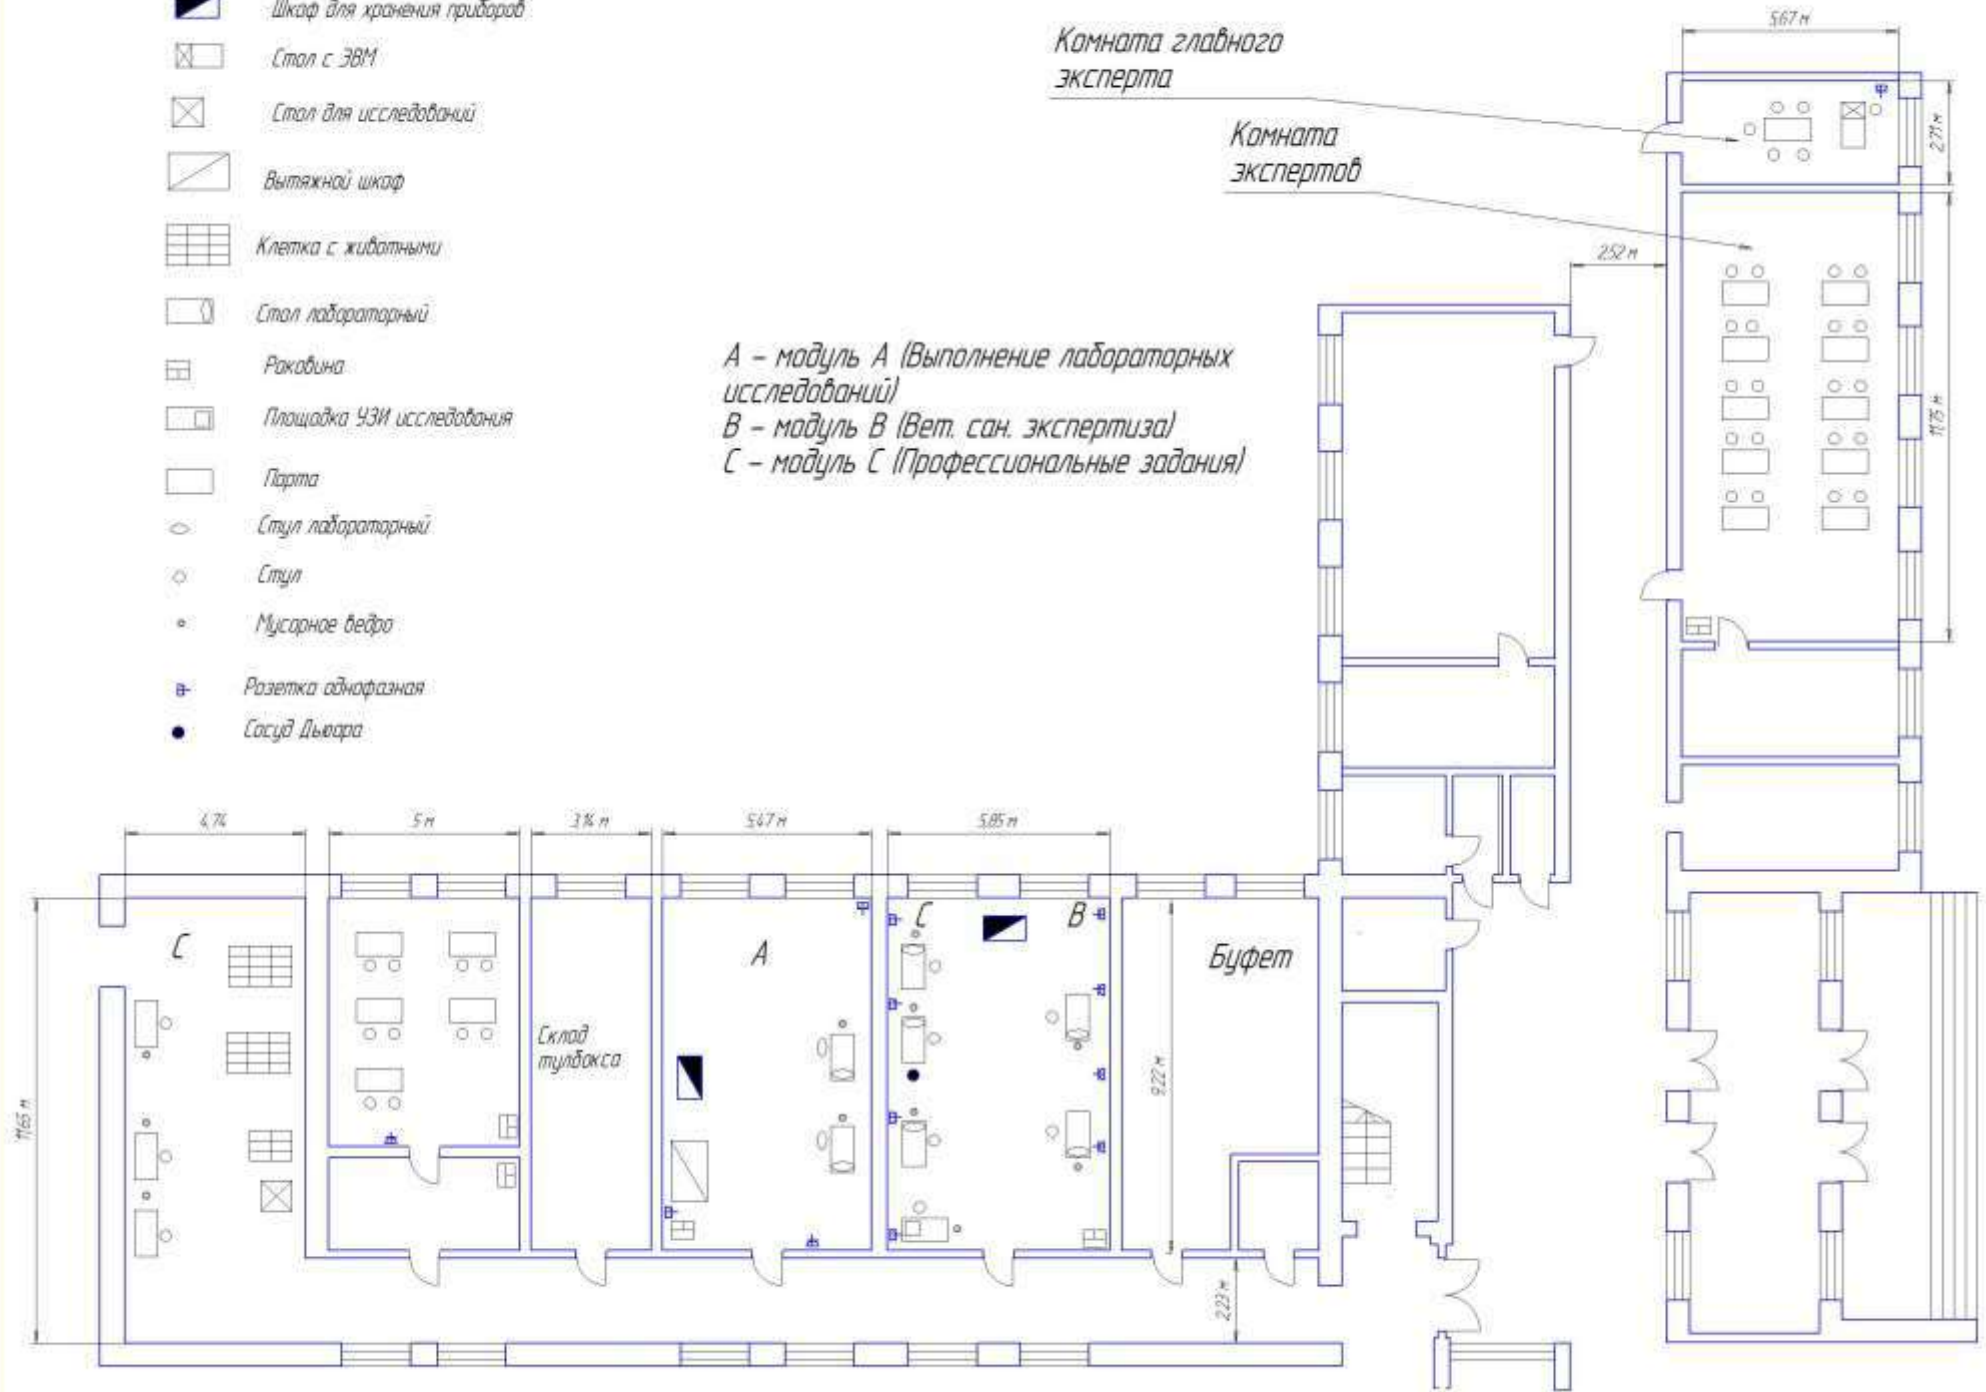 Шкаф для хранения приборов
Стол с ЭВМ
Стол для исследований
Вытяжной шкаф
Клетка с животными
Стол лабораторный
Раковина
Площадка УЗИ исследования
Парта
Стул лабораторный
Стул
Мусорное ведро
Розетка однофазная
Сосуд Дьюара
Комната главного
эксперта
Комната
экспертов
5,67 м
2,71 м
2,52 м
11,75 м
А – модуль А (Выполнение лабораторных
исследований)
В – модуль В (Вет. сан. экспертиза)
С – модуль С (Профессиональные задания)
4,74
5 м
3,14 м
5,47 м
5,85 м
С
А
С
В
Буфет
Склад
тулбокса
11,65 м
9,22 м
2,23 м